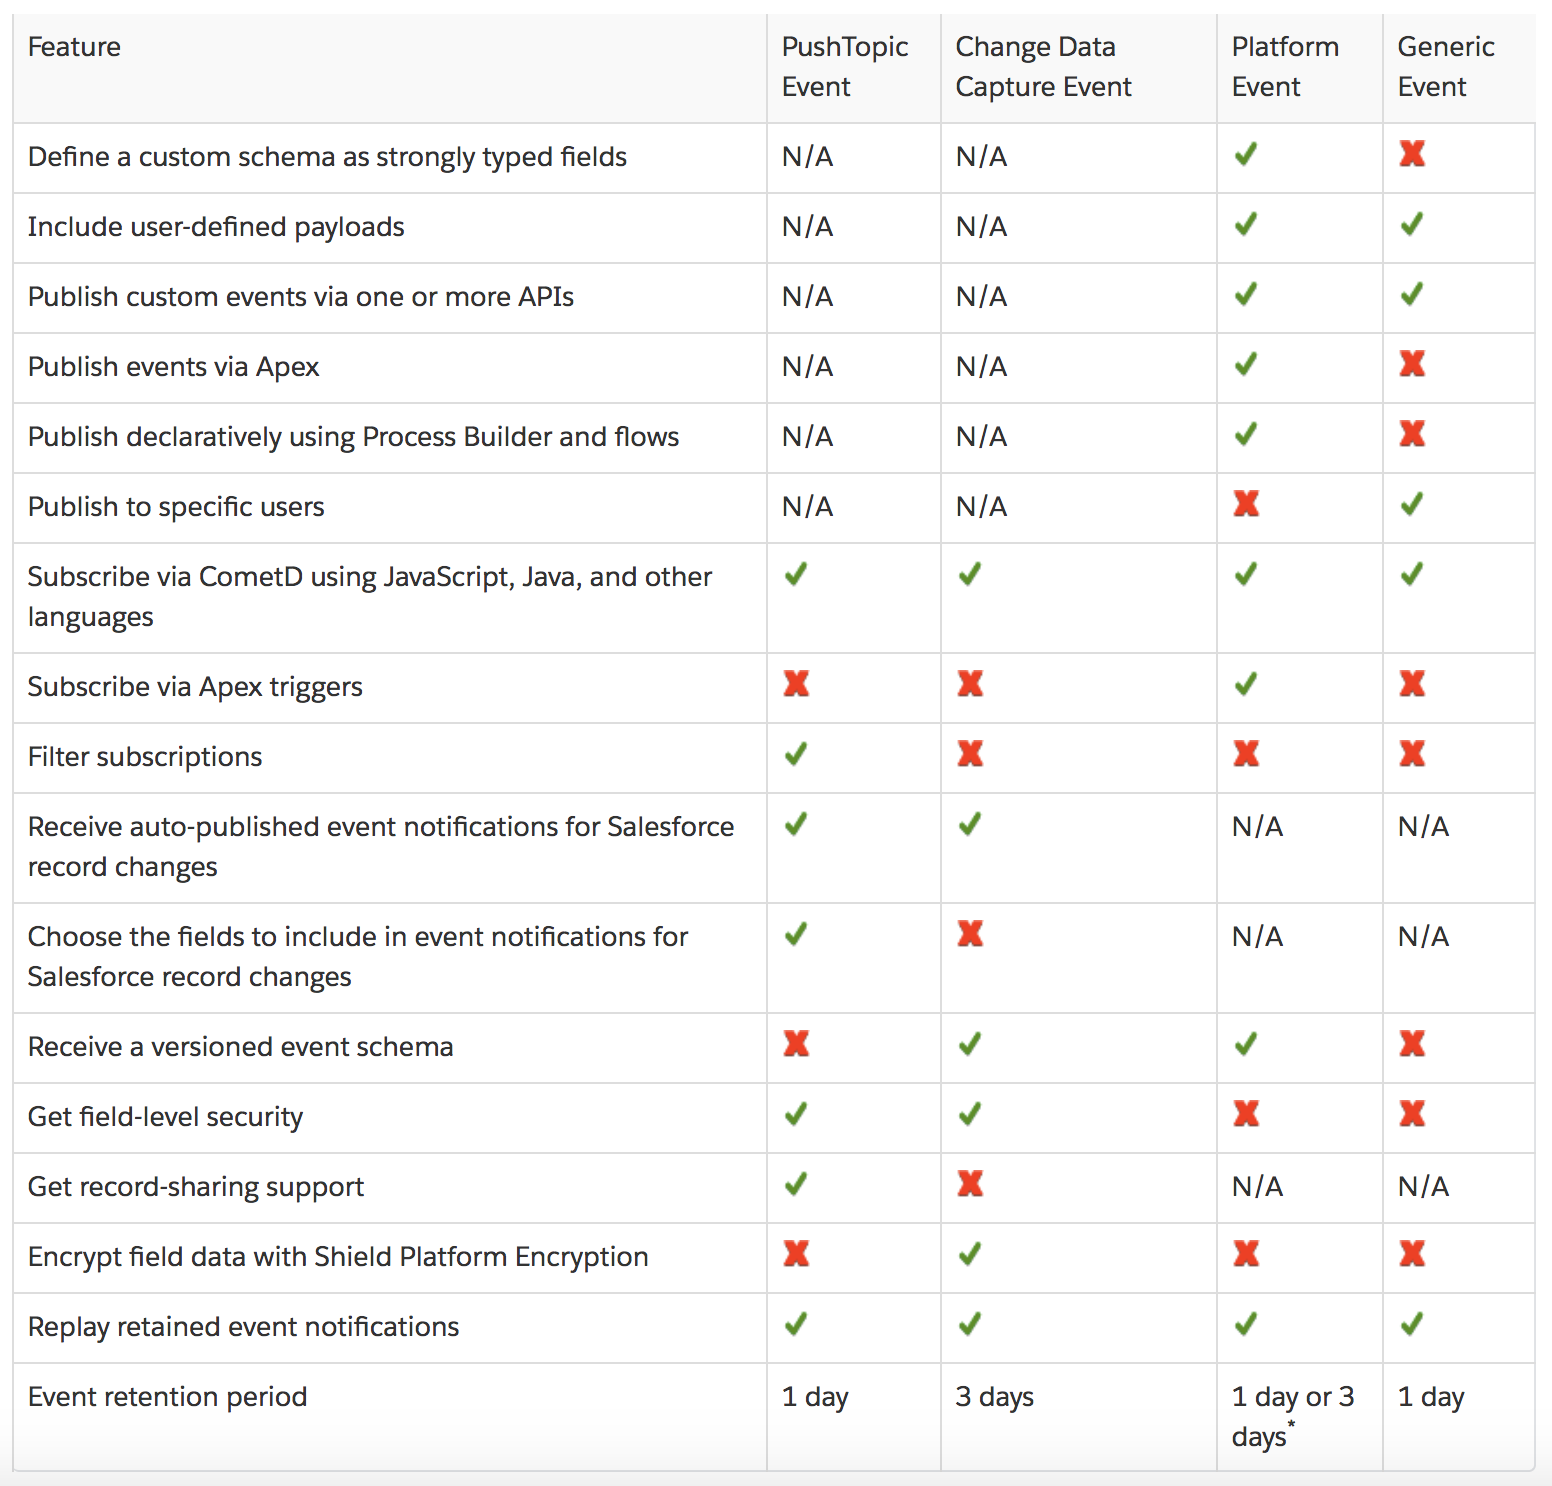 Feature PushTopic Event Change Data Capture Event Platform Event Generic Event
Define a custom schema as strongly typed fields N/A N/A ✔ ✘
Include user-defined payloads N/A N/A ✔ ✔
Publish custom events via one or more APIs N/A N/A ✔ ✔
Publish events via Apex N/A N/A ✔ ✘
Publish declaratively using Process Builder and flows N/A N/A ✔ ✘
Publish to specific users N/A N/A ✘ ✔
Subscribe via CometD using JavaScript, Java, and other languages ✔ ✔ ✔ ✔
Subscribe via Apex triggers ✘ ✘ ✔ ✘
Filter subscriptions ✔ ✘ ✘ ✘
Receive auto-published event notifications for Salesforce record changes ✔ ✔ N/A N/A
Choose the fields to include in event notifications for Salesforce record changes ✔ ✘ N/A N/A
Receive a versioned event schema ✘ ✔ ✔ ✘
Get field-level security ✔ ✔ ✘ ✘
Get record-sharing support ✔ ✘ N/A N/A
Encrypt field data with Shield Platform Encryption ✘ ✔ ✘ ✘
Replay retained event notifications ✔ ✔ ✔ ✔
Event retention period 1 day 3 days 1 day or 3 days* 1 day